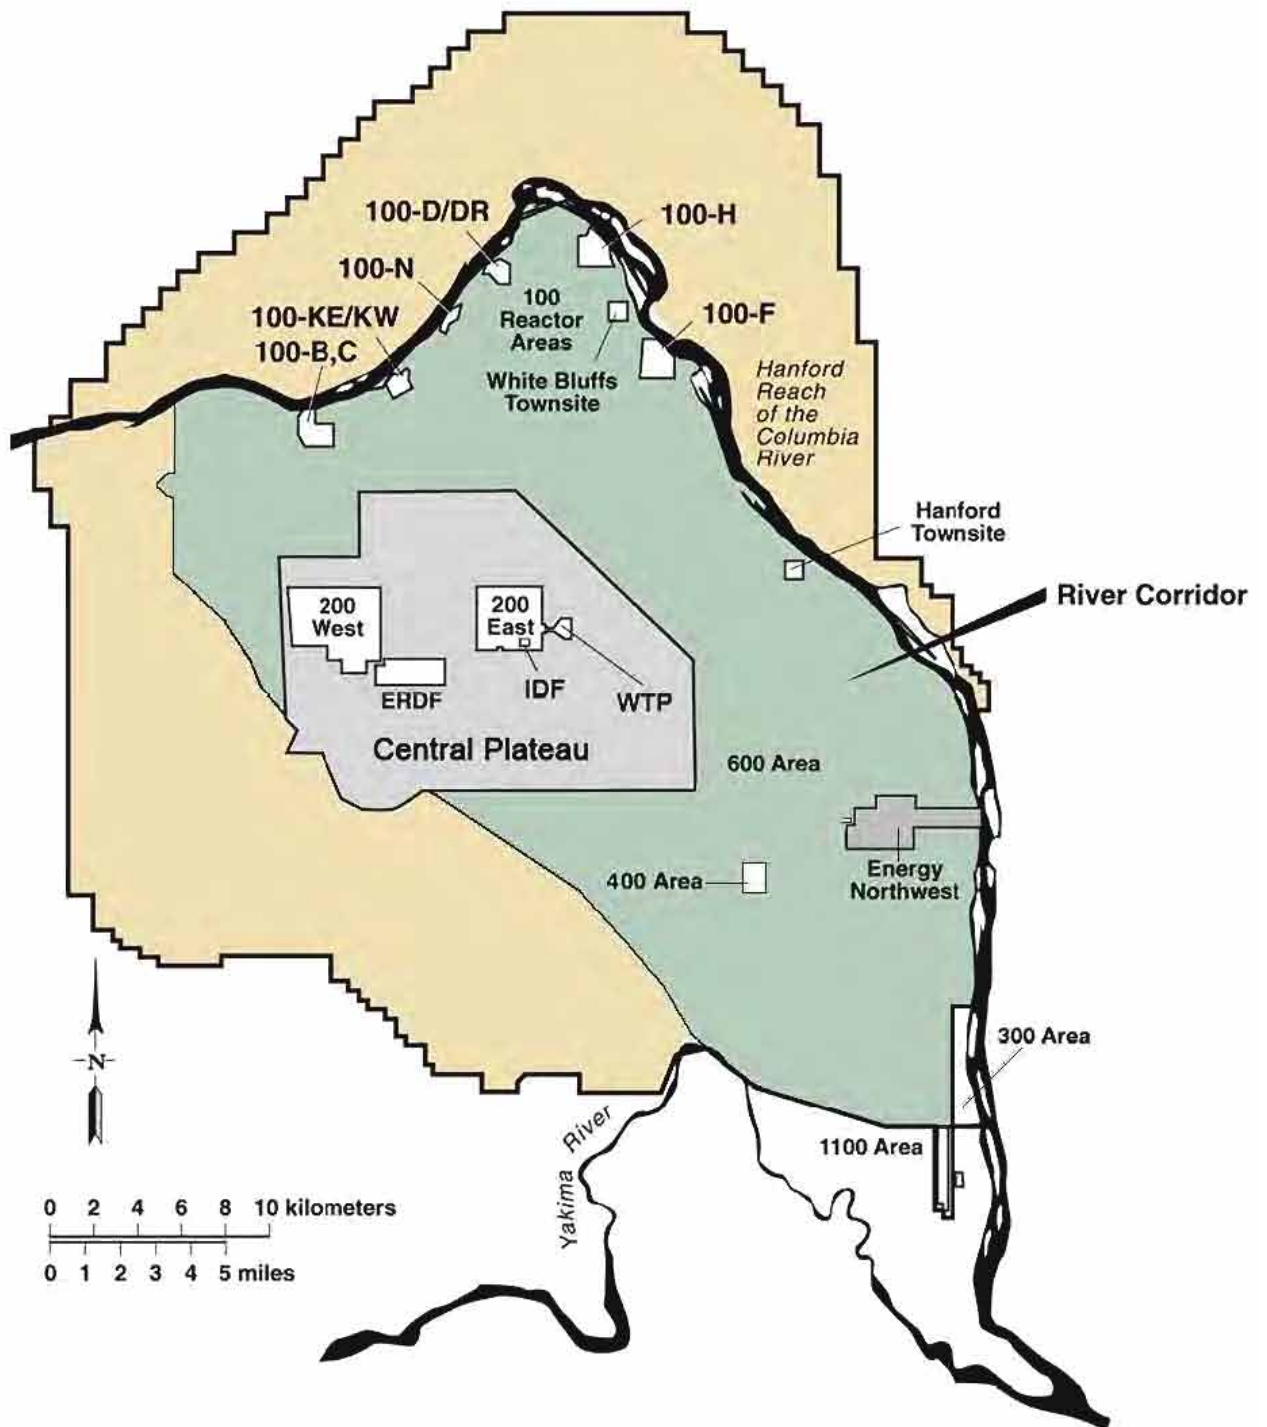 100-D/DR
100-H
100-N
100
Reactor
Areas
100-KE/KW
100-F
100-B,C
White Bluffs
Townsite
Hanford
Reach
of the
Columbia
River
Hanford
Townsite
River Corridor
200
West
200
East
ERDF
IDF
WTP
Central Plateau
600 Area
Energy
Northwest
400 Area
N
300 Area
1100 Area
Yakima River
0 2 4 6 8 10 kilometers
0 1 2 3 4 5 miles